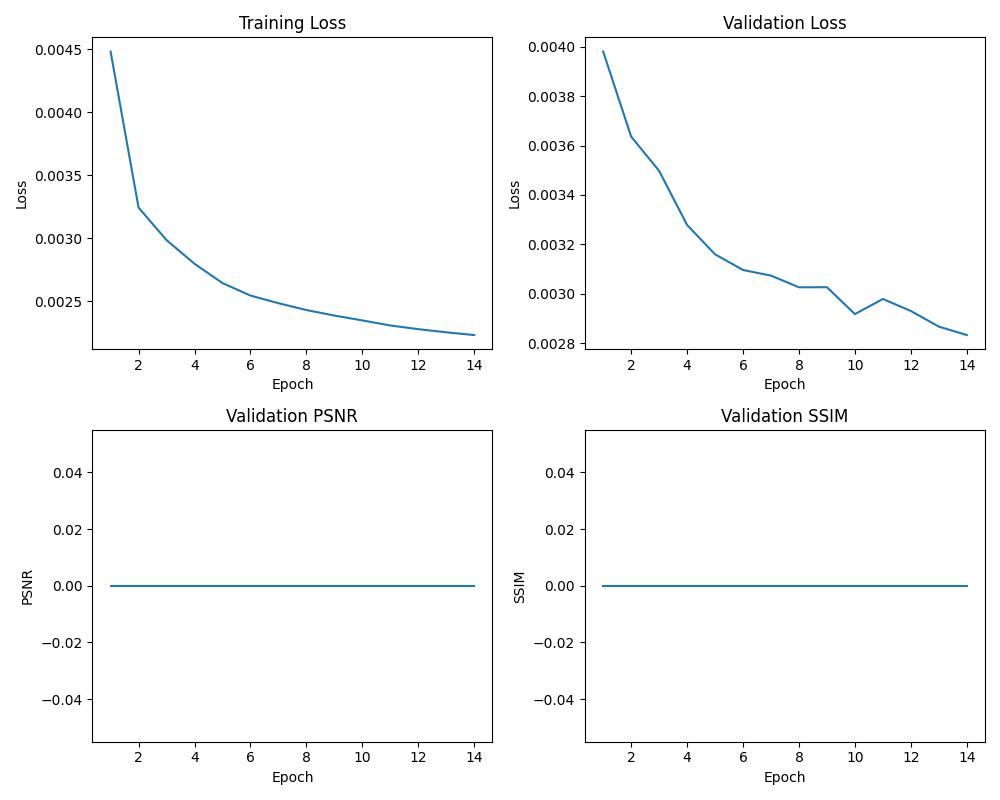 Training Loss
Loss
0.0045
0.0040
0.0035
0.0030
0.0025
2 4 6 8 10 12 14
Epoch
Validation Loss
Loss
0.0040
0.0038
0.0036
0.0034
0.0032
0.0030
0.0028
2 4 6 8 10 12 14
Epoch
Validation PSNR
PSNR
0.04
0.02
0.00
−0.02
−0.04
2 4 6 8 10 12 14
Epoch
Validation SSIM
SSIM
0.04
0.02
0.00
−0.02
−0.04
2 4 6 8 10 12 14
Epoch